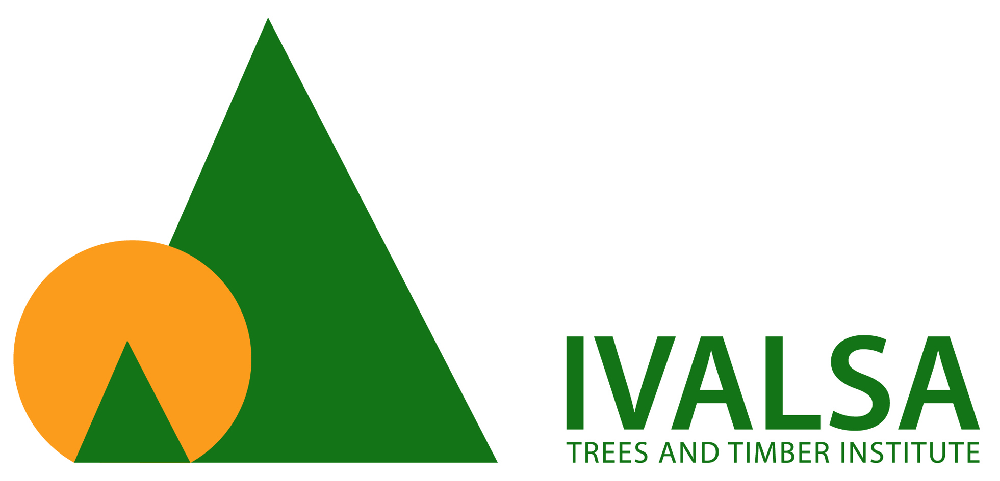 IVALSA
TREES AND TIMBER INSTITUTE